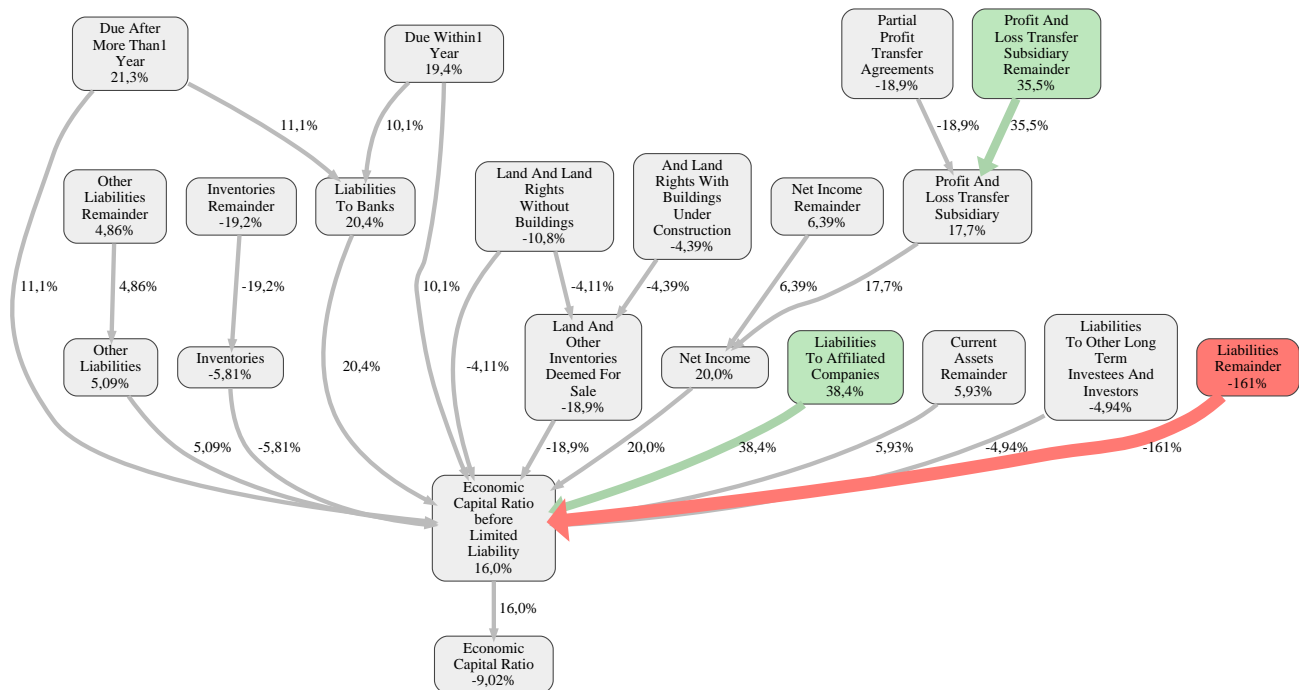 Due After
More Than1
Year
21,3%
Due Within1
Year
19,4%
Partial
Profit
Transfer
Agreements
-18,9%
Profit And
Loss Transfer
Subsidiary
Remainder
35,5%
11,1%
10,1%
-18,9%
35,5%
Other
Liabilities
Remainder
4,86%
Inventories
Remainder
-19,2%
Liabilities
To Banks
20,4%
Land And Land
Rights
Without
Buildings
-10,8%
And Land
Rights With
Buildings
Under
Construction
-4,39%
Net Income
Remainder
6,39%
Profit And
Loss Transfer
Subsidiary
17,7%
11,1%
4,86%
-19,2%
10,1%
-4,11%
-4,39%
6,39%
17,7%
Other
Liabilities
5,09%
Inventories
-5,81%
20,4%
-4,11%
Land And
Other
Inventories
Deemed For
Sale
-18,9%
Net Income
20,0%
Liabilities
To Affiliated
Companies
38,4%
Current
Assets
Remainder
5,93%
Liabilities
To Other Long
Term
Investees And
Investors
-4,94%
Liabilities
Remainder
-161%
5,09%
-5,81%
-18,9%
20,0%
38,4%
5,93%
-4,94%
-161%
Economic
Capital Ratio
before
Limited
Liability
16,0%
16,0%
Economic
Capital Ratio
-9,02%